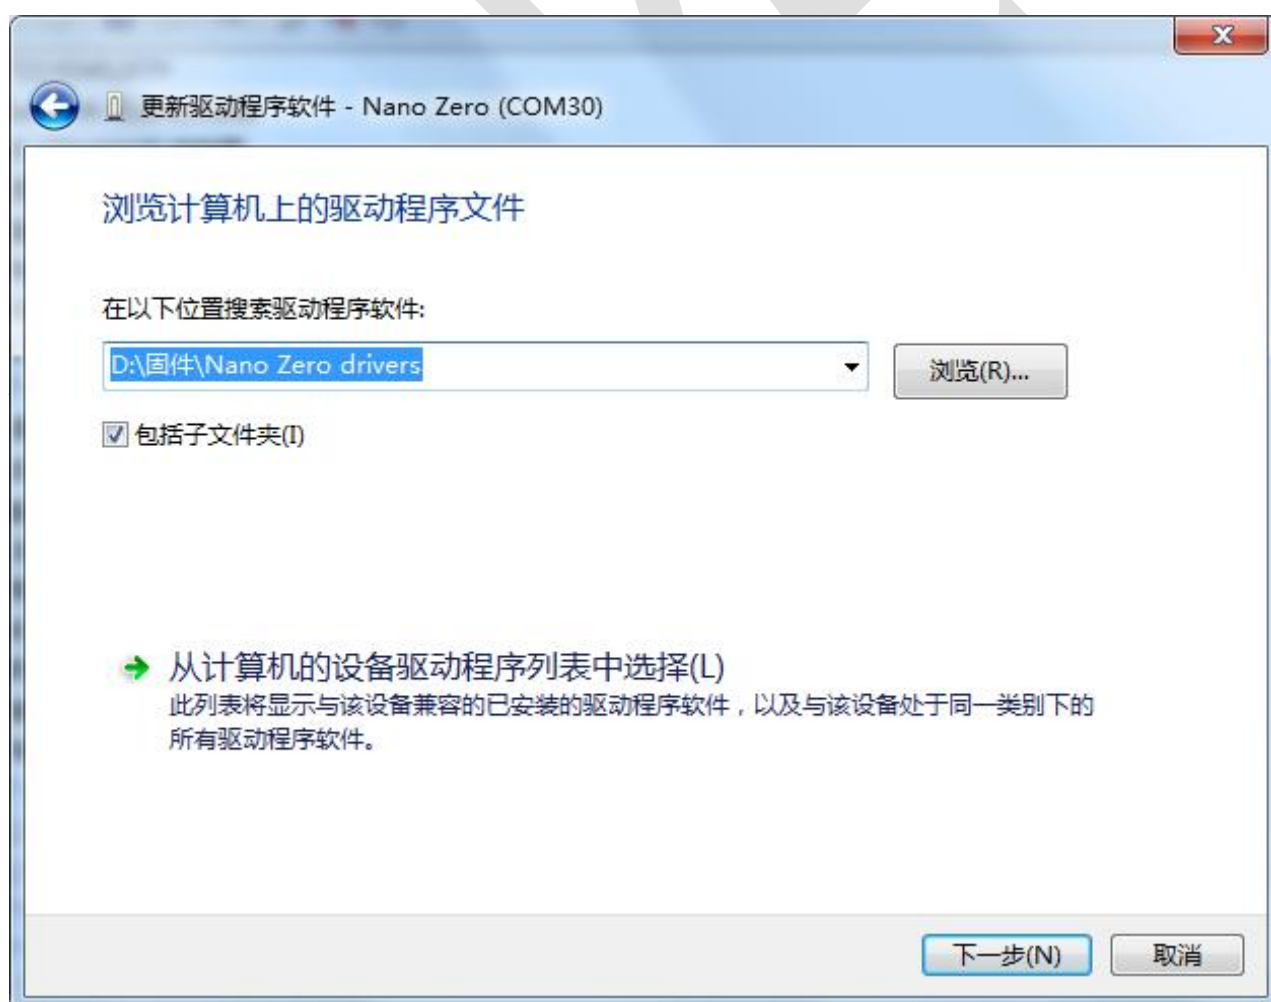 更新驱动程序软件 - Nano Zero (COM30)
浏览计算机上的驱动程序文件
在以下位置搜索驱动程序软件:
D:\固件\Nano Zero drivers
浏览(R)...
包括子文件夹(I)
从计算机的设备驱动程序列表中选择(L)
此列表将显示与该设备兼容的已安装的驱动程序软件，以及与该设备处于同一类别下的
所有驱动程序软件。
下一步(N)
取消